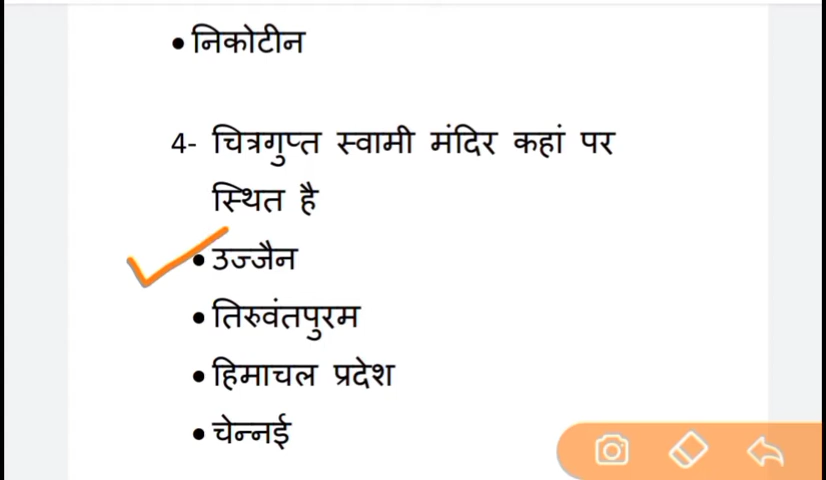 • निकोटीन
4- चित्रगुप्त स्वामी मंदिर कहां पर
स्थित है
• उज्जैन
• तिरुवंतपुरम
• हिमाचल प्रदेश
• चेन्नई